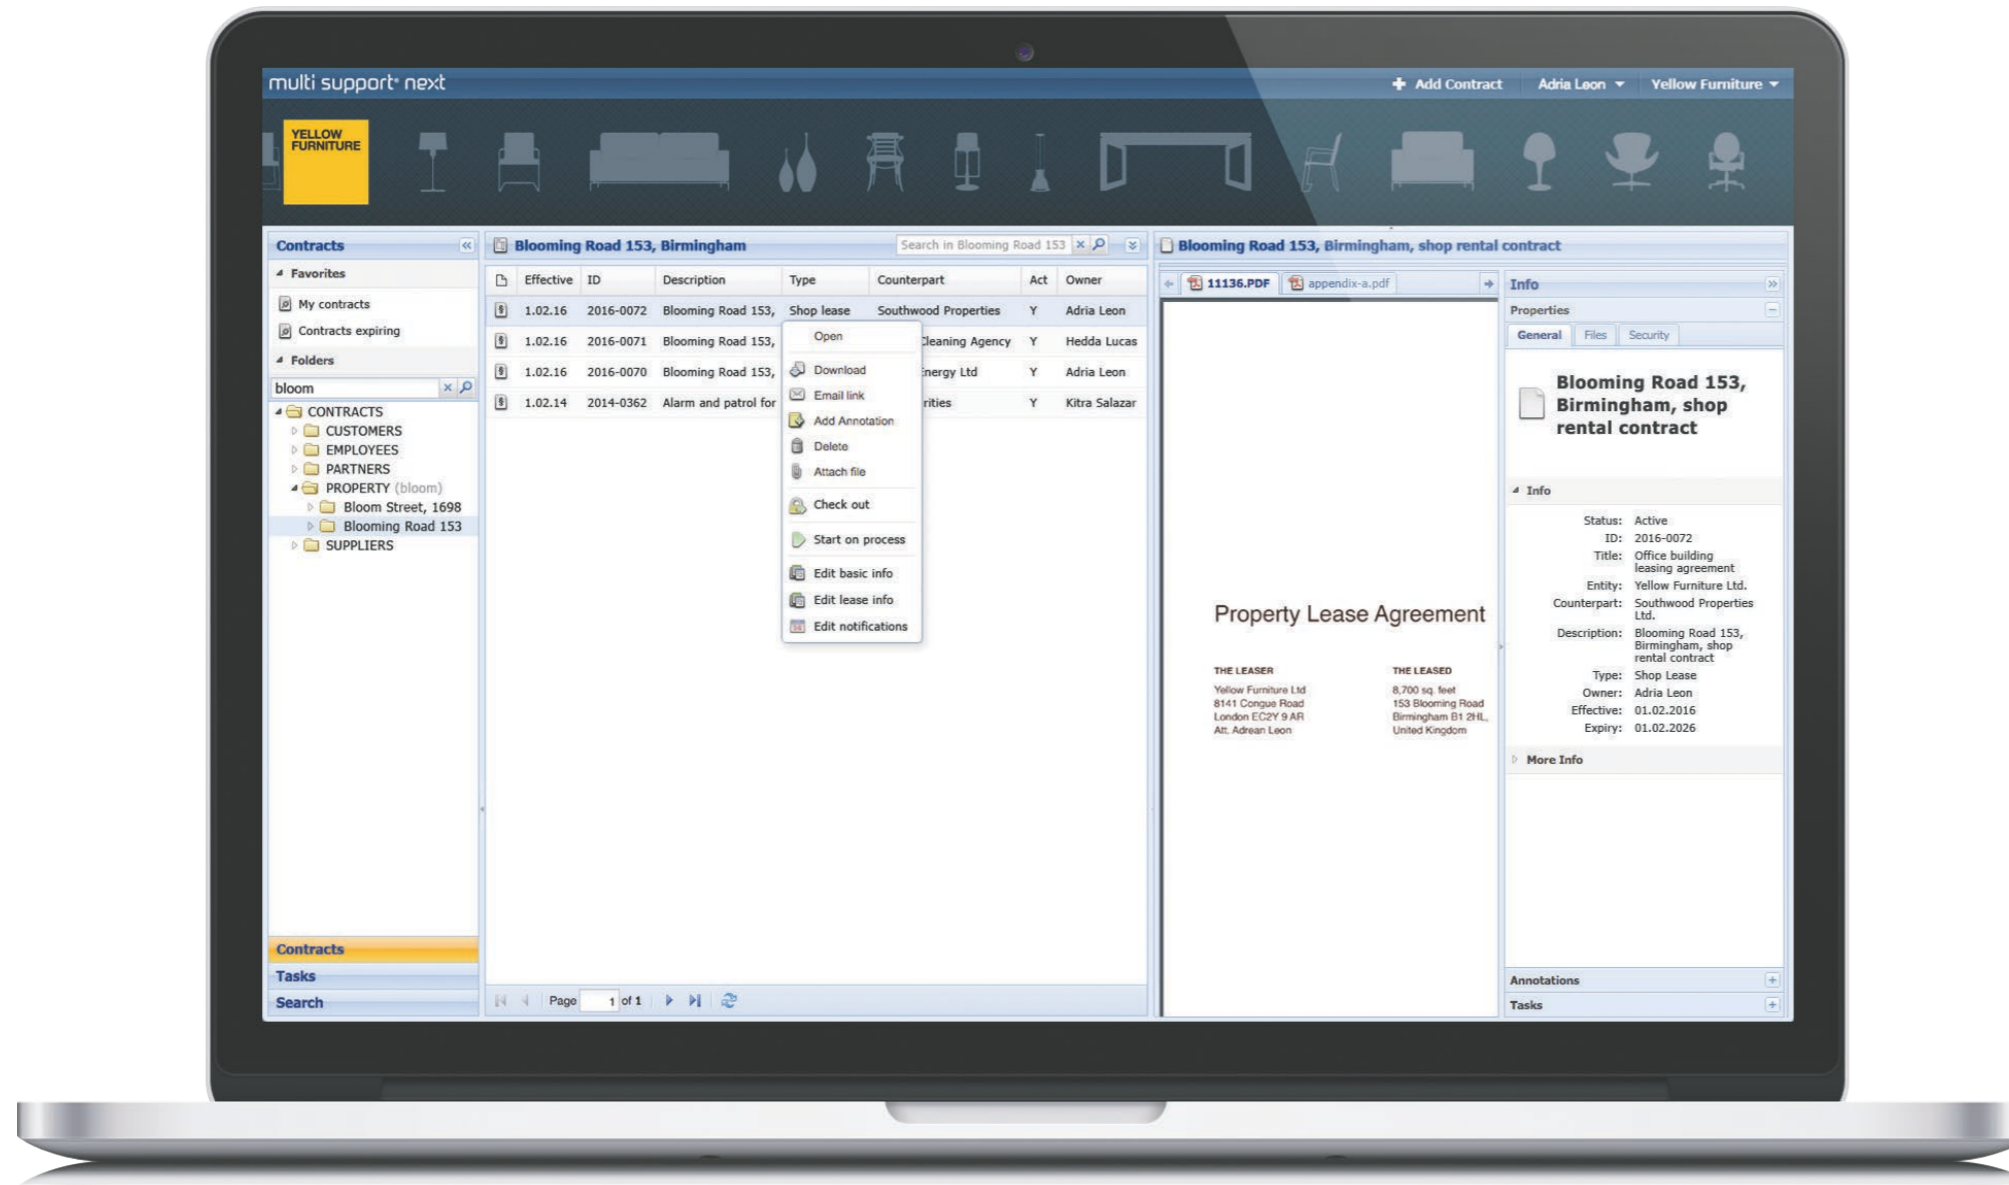 multi support® next
Add Contract
Adria Leon
Yellow Furniture
YELLOW
FURNITURE
Contracts
Favorites
My contracts
Contracts expiring
Folders
bloom
CONTRACTS
CUSTOMERS
EMPLOYEES
PARTNERS
PROPERTY (bloom)
Bloom Street, 1698
Blooming Road 153
SUPPLIERS
Contracts
Tasks
Search
Blooming Road 153, Birmingham
Search in Blooming Road 153
Effective ID Description Type Counterpart Act Owner
1.02.16 2016-0072 Blooming Road 153, Shop lease Southwood Properties Y Adria Leon
1.02.16 2016-0071 Blooming Road 153, Cleaning Agency Y Hedda Lucas
1.02.16 2016-0070 Blooming Road 153, Energy Ltd Y Adria Leon
1.02.14 2014-0362 Alarm and patrol for rities Y Kitra Salazar
Open
Download
Email link
Add Annotation
Delete
Attach file
Check out
Start on process
Edit basic info
Edit lease info
Edit notifications
Page 1 of 1
Blooming Road 153, Birmingham, shop rental contract
11136.PDF
appendix-a.pdf
Property Lease Agreement
THE LEASER
Yellow Furniture Ltd
8141 Congue Road
London EC2Y 9 AR
Att. Adrean Leon
THE LEASED
8,700 sq. feet
153 Blooming Road
Birmingham B1 2HL,
United Kingdom
Info
Properties
General Files Security
Blooming Road 153,
Birmingham, shop
rental contract
Info
Status: Active
ID: 2016-0072
Title: Office building
leasing agreement
Entity: Yellow Furniture Ltd.
Counterpart: Southwood Properties
Ltd.
Description: Blooming Road 153,
Birmingham, shop
rental contract
Type: Shop Lease
Owner: Adria Leon
Effective: 01.02.2016
Expiry: 01.02.2026
More Info
Annotations
Tasks